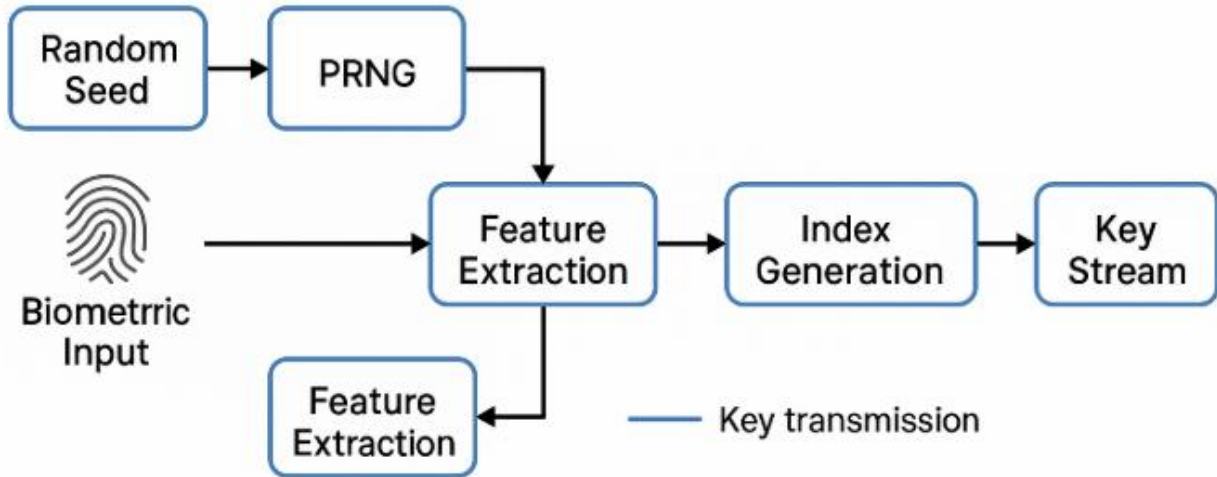 Random
Seed
PRNG
Biometrric
Input
Feature
Extraction
Index
Generation
Key
Stream
Feature
Extraction
Key transmission